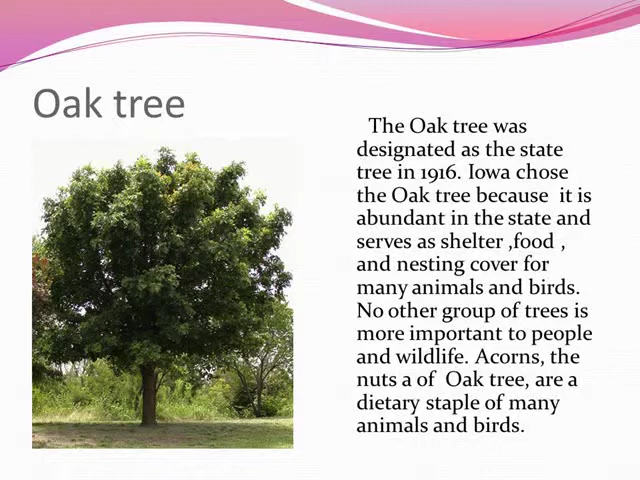 Oak tree
The Oak tree was
designated as the state
tree in 1916. Iowa chose
the Oak tree because it is
abundant in the state and
serves as shelter ,food ,
and nesting cover for
many animals and birds.
No other group of trees is
more important to people
and wildlife. Acorns, the
nuts a of Oak tree, are a
dietary staple of many
animals and birds.